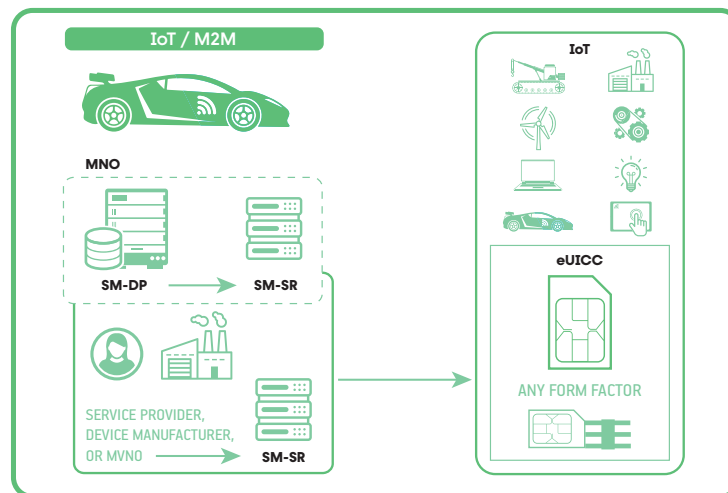 IoT / M2M
MNO
SM-DP
SM-SR
SERVICE PROVIDER,
DEVICE MANUFACTURER,
OR MVNO
SM-SR
IoT
eUICC
ANY FORM FACTOR